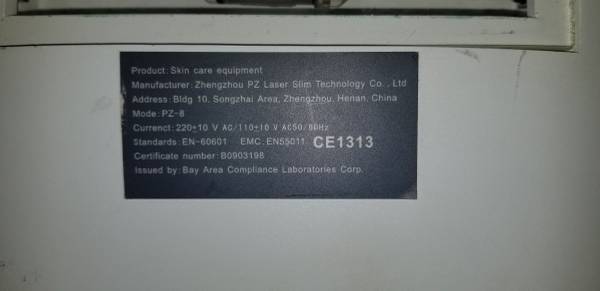 Product: Skin care equipment
Manufacturer: Zhengzhou PZ Laser Slim Technology Co. , Ltd
Address: Bldg 10, Songzhai Area, Zhengzhou, Henan, China
Mode: PZ-8
Currenct: 220±10 V AC/110±10 V AC50/60Hz
Standards: EN-60601 EMC: EN55011 CE1313
Certificate number: B0903198
Issued by: Bay Area Compliance Laboratories Corp.